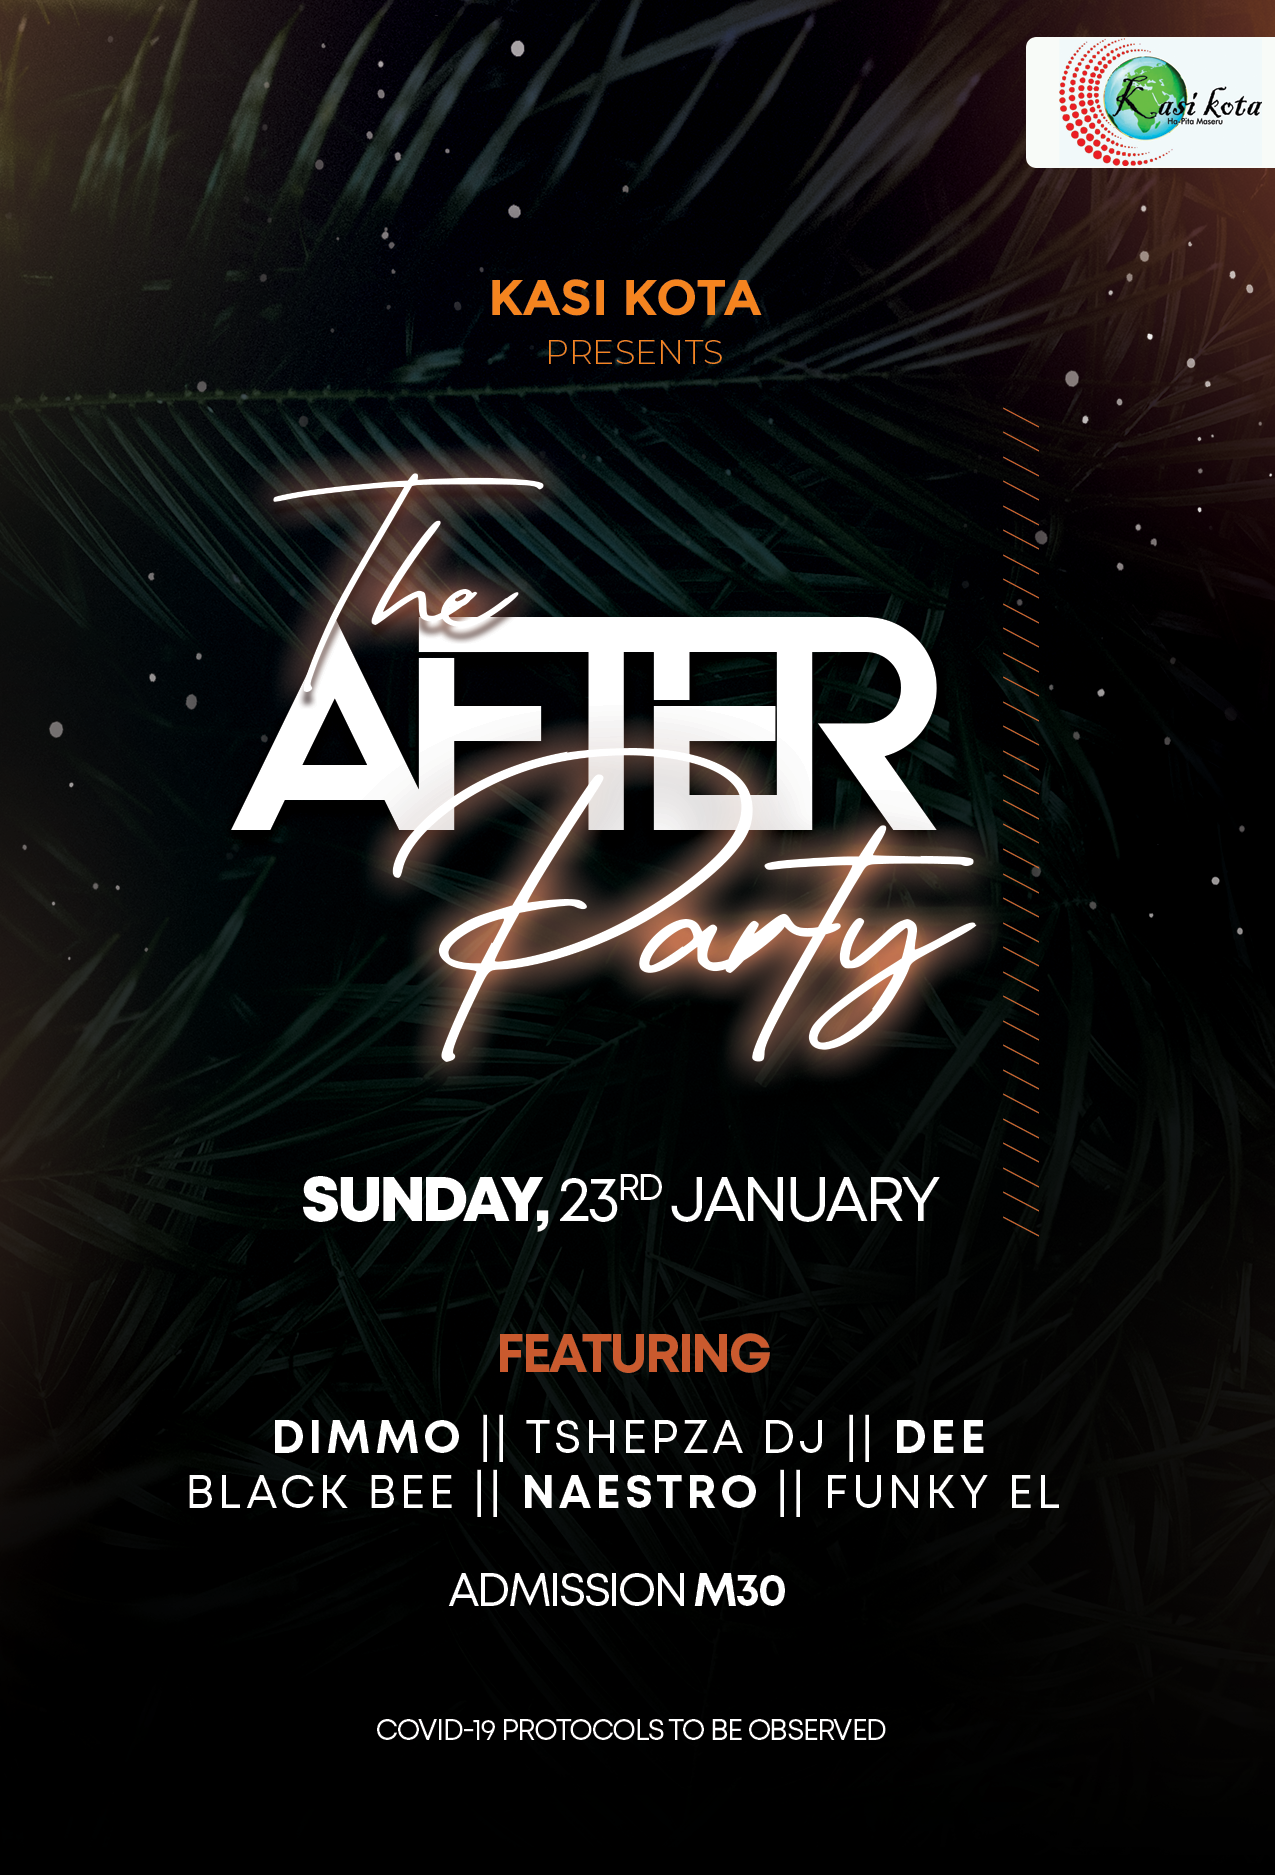 Kasi kota
Ha-Pita Maseru
KASI KOTA
PRESENTS
The
AFTER
Party
SUNDAY, 23RD JANUARY
FEATURING
DIMMO || TSHEPZA DJ || DEE
BLACK BEE || NAESTRO || FUNKY EL
ADMISSION M30
COVID-19 PROTOCOLS TO BE OBSERVED